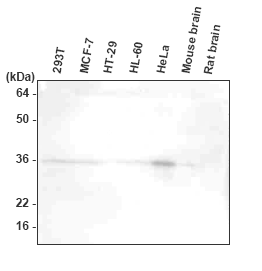 293T
MCF-7
HT-29
HL-60
HeLa
Mouse brain
Rat brain
(kDa)
64 -
50 -
36 -
22 -
16 -